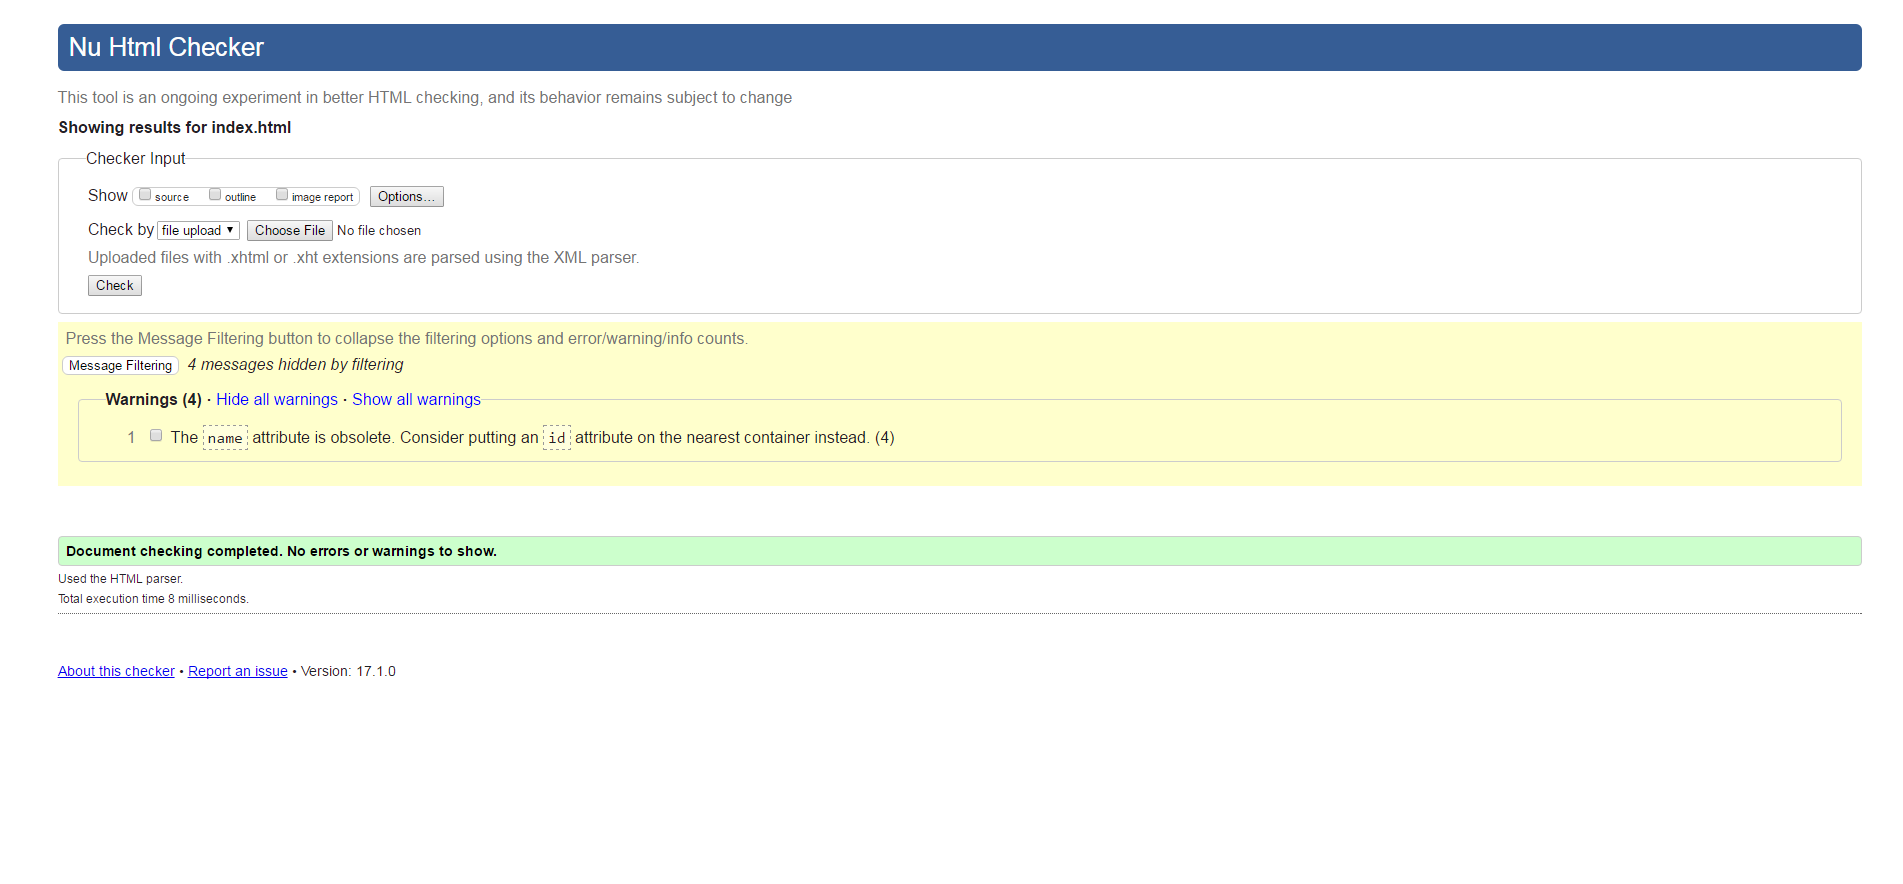 Nu Html Checker
This tool is an ongoing experiment in better HTML checking, and its behavior remains subject to change
Showing results for index.html
Checker Input
Show source outline image report Options...
Check by file upload Choose File No file chosen
Uploaded files with .xhtml or .xht extensions are parsed using the XML parser.
Check
Press the Message Filtering button to collapse the filtering options and error/warning/info counts.
Message Filtering 4 messages hidden by filtering
Warnings (4) · Hide all warnings · Show all warnings
1 The name attribute is obsolete. Consider putting an id attribute on the nearest container instead. (4)
Document checking completed. No errors or warnings to show.
Used the HTML parser.
Total execution time 8 milliseconds.
About this checker • Report an issue • Version: 17.1.0